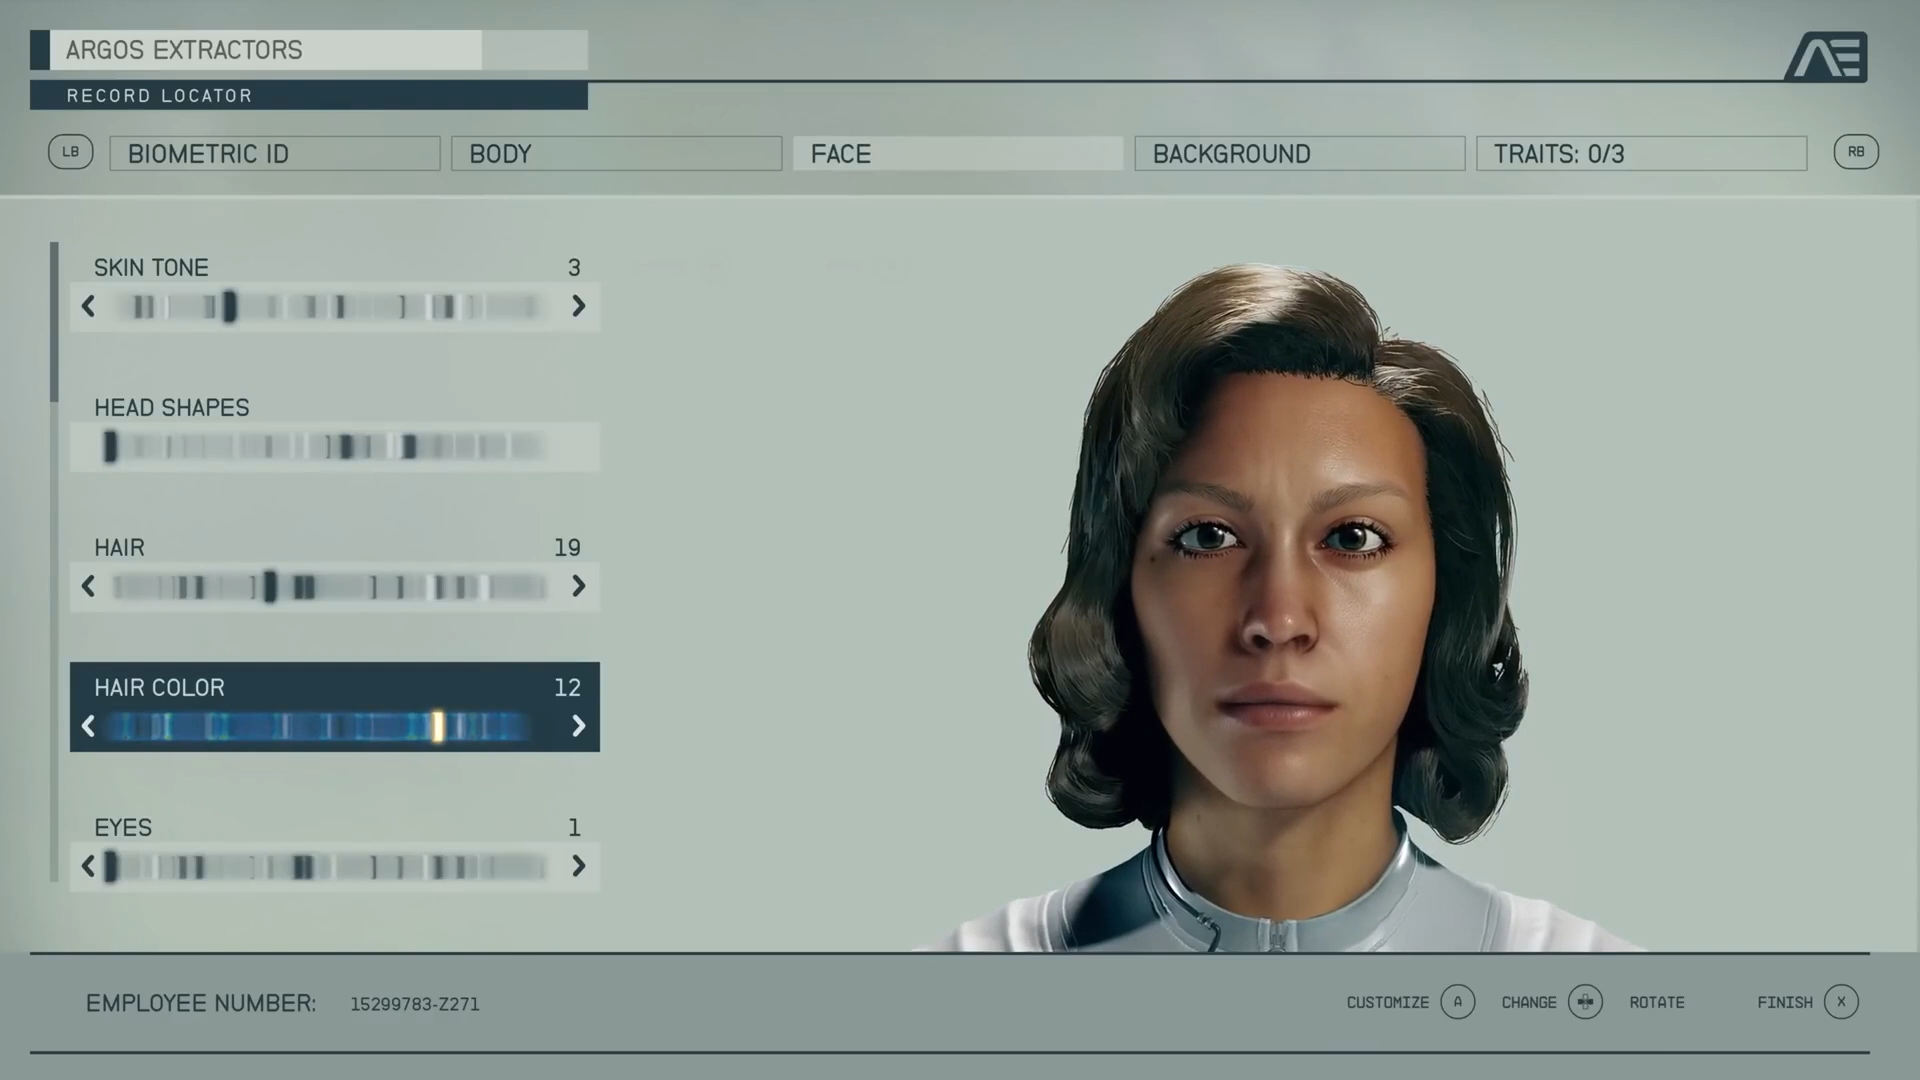 ARGOS EXTRACTORS
AE
RECORD LOCATOR
LB BIOMETRIC ID BODY FACE BACKGROUND TRAITS: 0/3 RB
SKIN TONE 3
HEAD SHAPES
HAIR 19
HAIR COLOR 12
EYES 1
EMPLOYEE NUMBER: 15299783-Z271 CUSTOMIZE A CHANGE ROTATE FINISH X